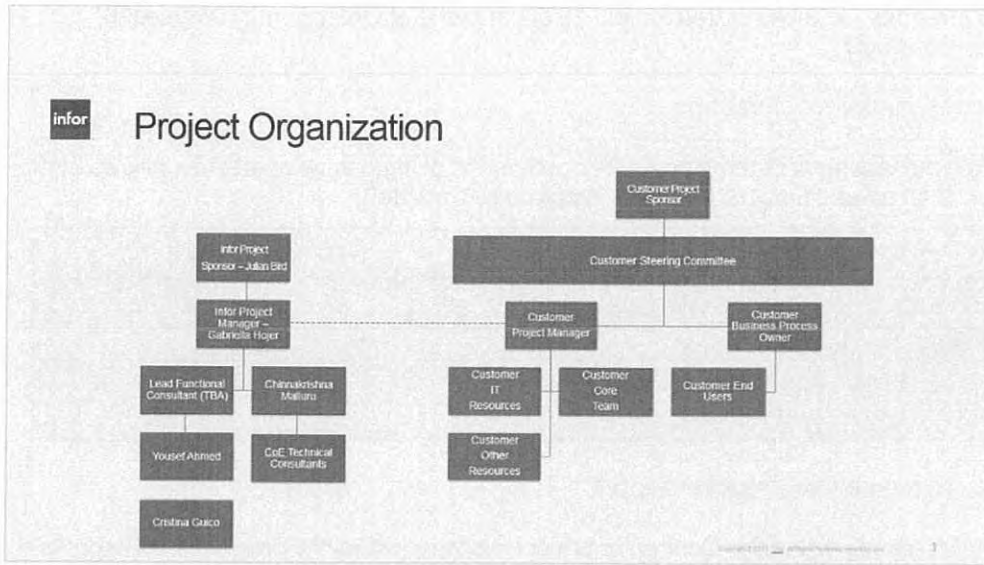 infor
Project Organization
Customer Project
Sponsor
Infor Project
Sponsor – Julian Bird
Customer Steering Committee
Infor Project
Manager –
Gabriella Hojer
Customer
Project Manager
Customer
Business Process
Owner
Lead Functional
Consultant (TBA)
Chinnakrishna
Malluru
Customer
IT
Resources
Customer
Core
Team
Customer End
Users
Yousef Ahmed
CoE Technical
Consultants
Customer
Other
Resources
Cristina Guico
3